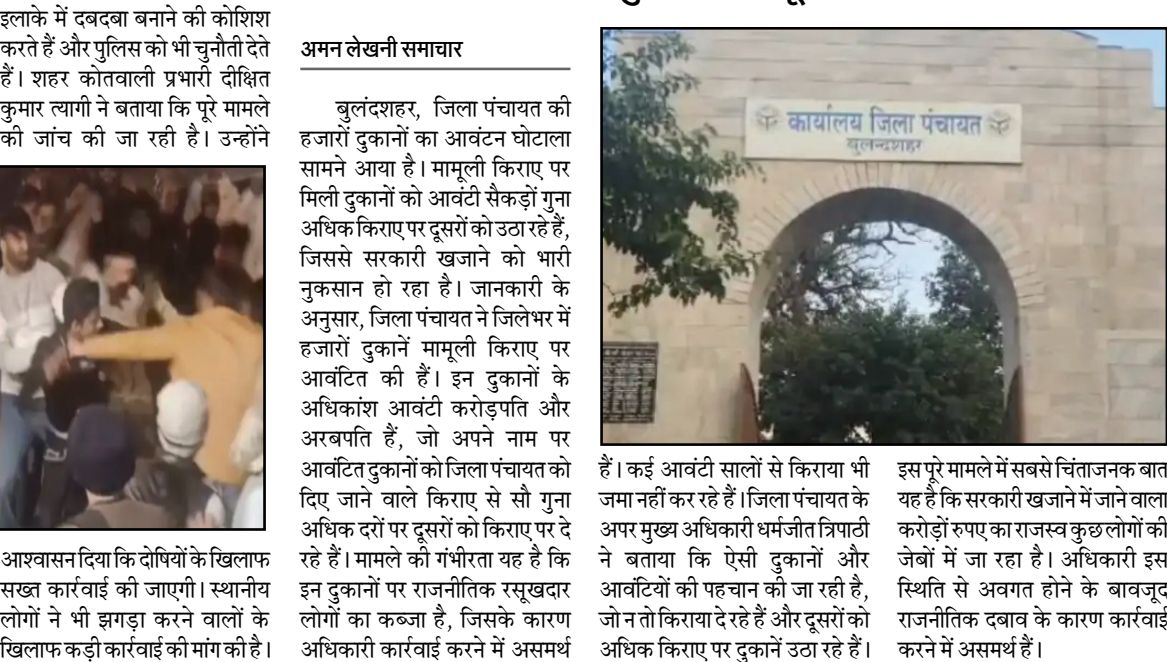 इलाके में दबदबा बनाने की कोशिश
करते हैं और पुलिस को भी चुनौती देते
हैं। शहर कोतवाली प्रभारी दीक्षित
कुमार त्यागी ने बताया कि पूरे मामले
की जांच की जा रही है। उन्होंने
आश्वासन दिया कि दोषियों के खिलाफ
सख्त कार्रवाई की जाएगी। स्थानीय
लोगों ने भी झगड़ा करने वालों के
खिलाफ कड़ी कार्रवाई की मांग की है।
अमन लेखनी समाचार
बुलंदशहर, जिला पंचायत की
हजारों दुकानों का आवंटन घोटाला
सामने आया है। मामूली किराए पर
मिली दुकानों को आवंटी सैकड़ों गुना
अधिक किराए पर दूसरों को उठा रहे हैं,
जिससे सरकारी खजाने को भारी
नुकसान हो रहा है। जानकारी के
अनुसार, जिला पंचायत ने जिलेभर में
हजारों दुकानें मामूली किराए पर
आवंटित की हैं। इन दुकानों के
अधिकांश आवंटी करोड़पति और
अरबपति हैं, जो अपने नाम पर
आवंटित दुकानों को जिला पंचायत को
दिए जाने वाले किराए से सौ गुना
अधिक दरों पर दूसरों को किराए पर दे
रहे हैं। मामले की गंभीरता यह है कि
इन दुकानों पर राजनीतिक रसूखदार
लोगों का कब्जा है, जिसके कारण
अधिकारी कार्रवाई करने में असमर्थ
कार्यालय जिला पंचायत
बुलन्दशहर
हैं। कई आवंटी सालों से किराया भी
जमा नहीं कर रहे हैं।जिला पंचायत के
अपर मुख्य अधिकारी धर्मजीत त्रिपाठी
ने बताया कि ऐसी दुकानों और
आवंटियों की पहचान की जा रही है,
जो न तो किराया दे रहे हैं और दूसरों को
अधिक किराए पर दुकानें उठा रहे हैं।
इस पूरे मामले में सबसे चिंताजनक बात
यह है कि सरकारी खजाने में जाने वाला
करोड़ों रुपए का राजस्व कुछ लोगों की
जेबों में जा रहा है। अधिकारी इस
स्थिति से अवगत होने के बावजूद
राजनीतिक दबाव के कारण कार्रवाई
करने में असमर्थ हैं।